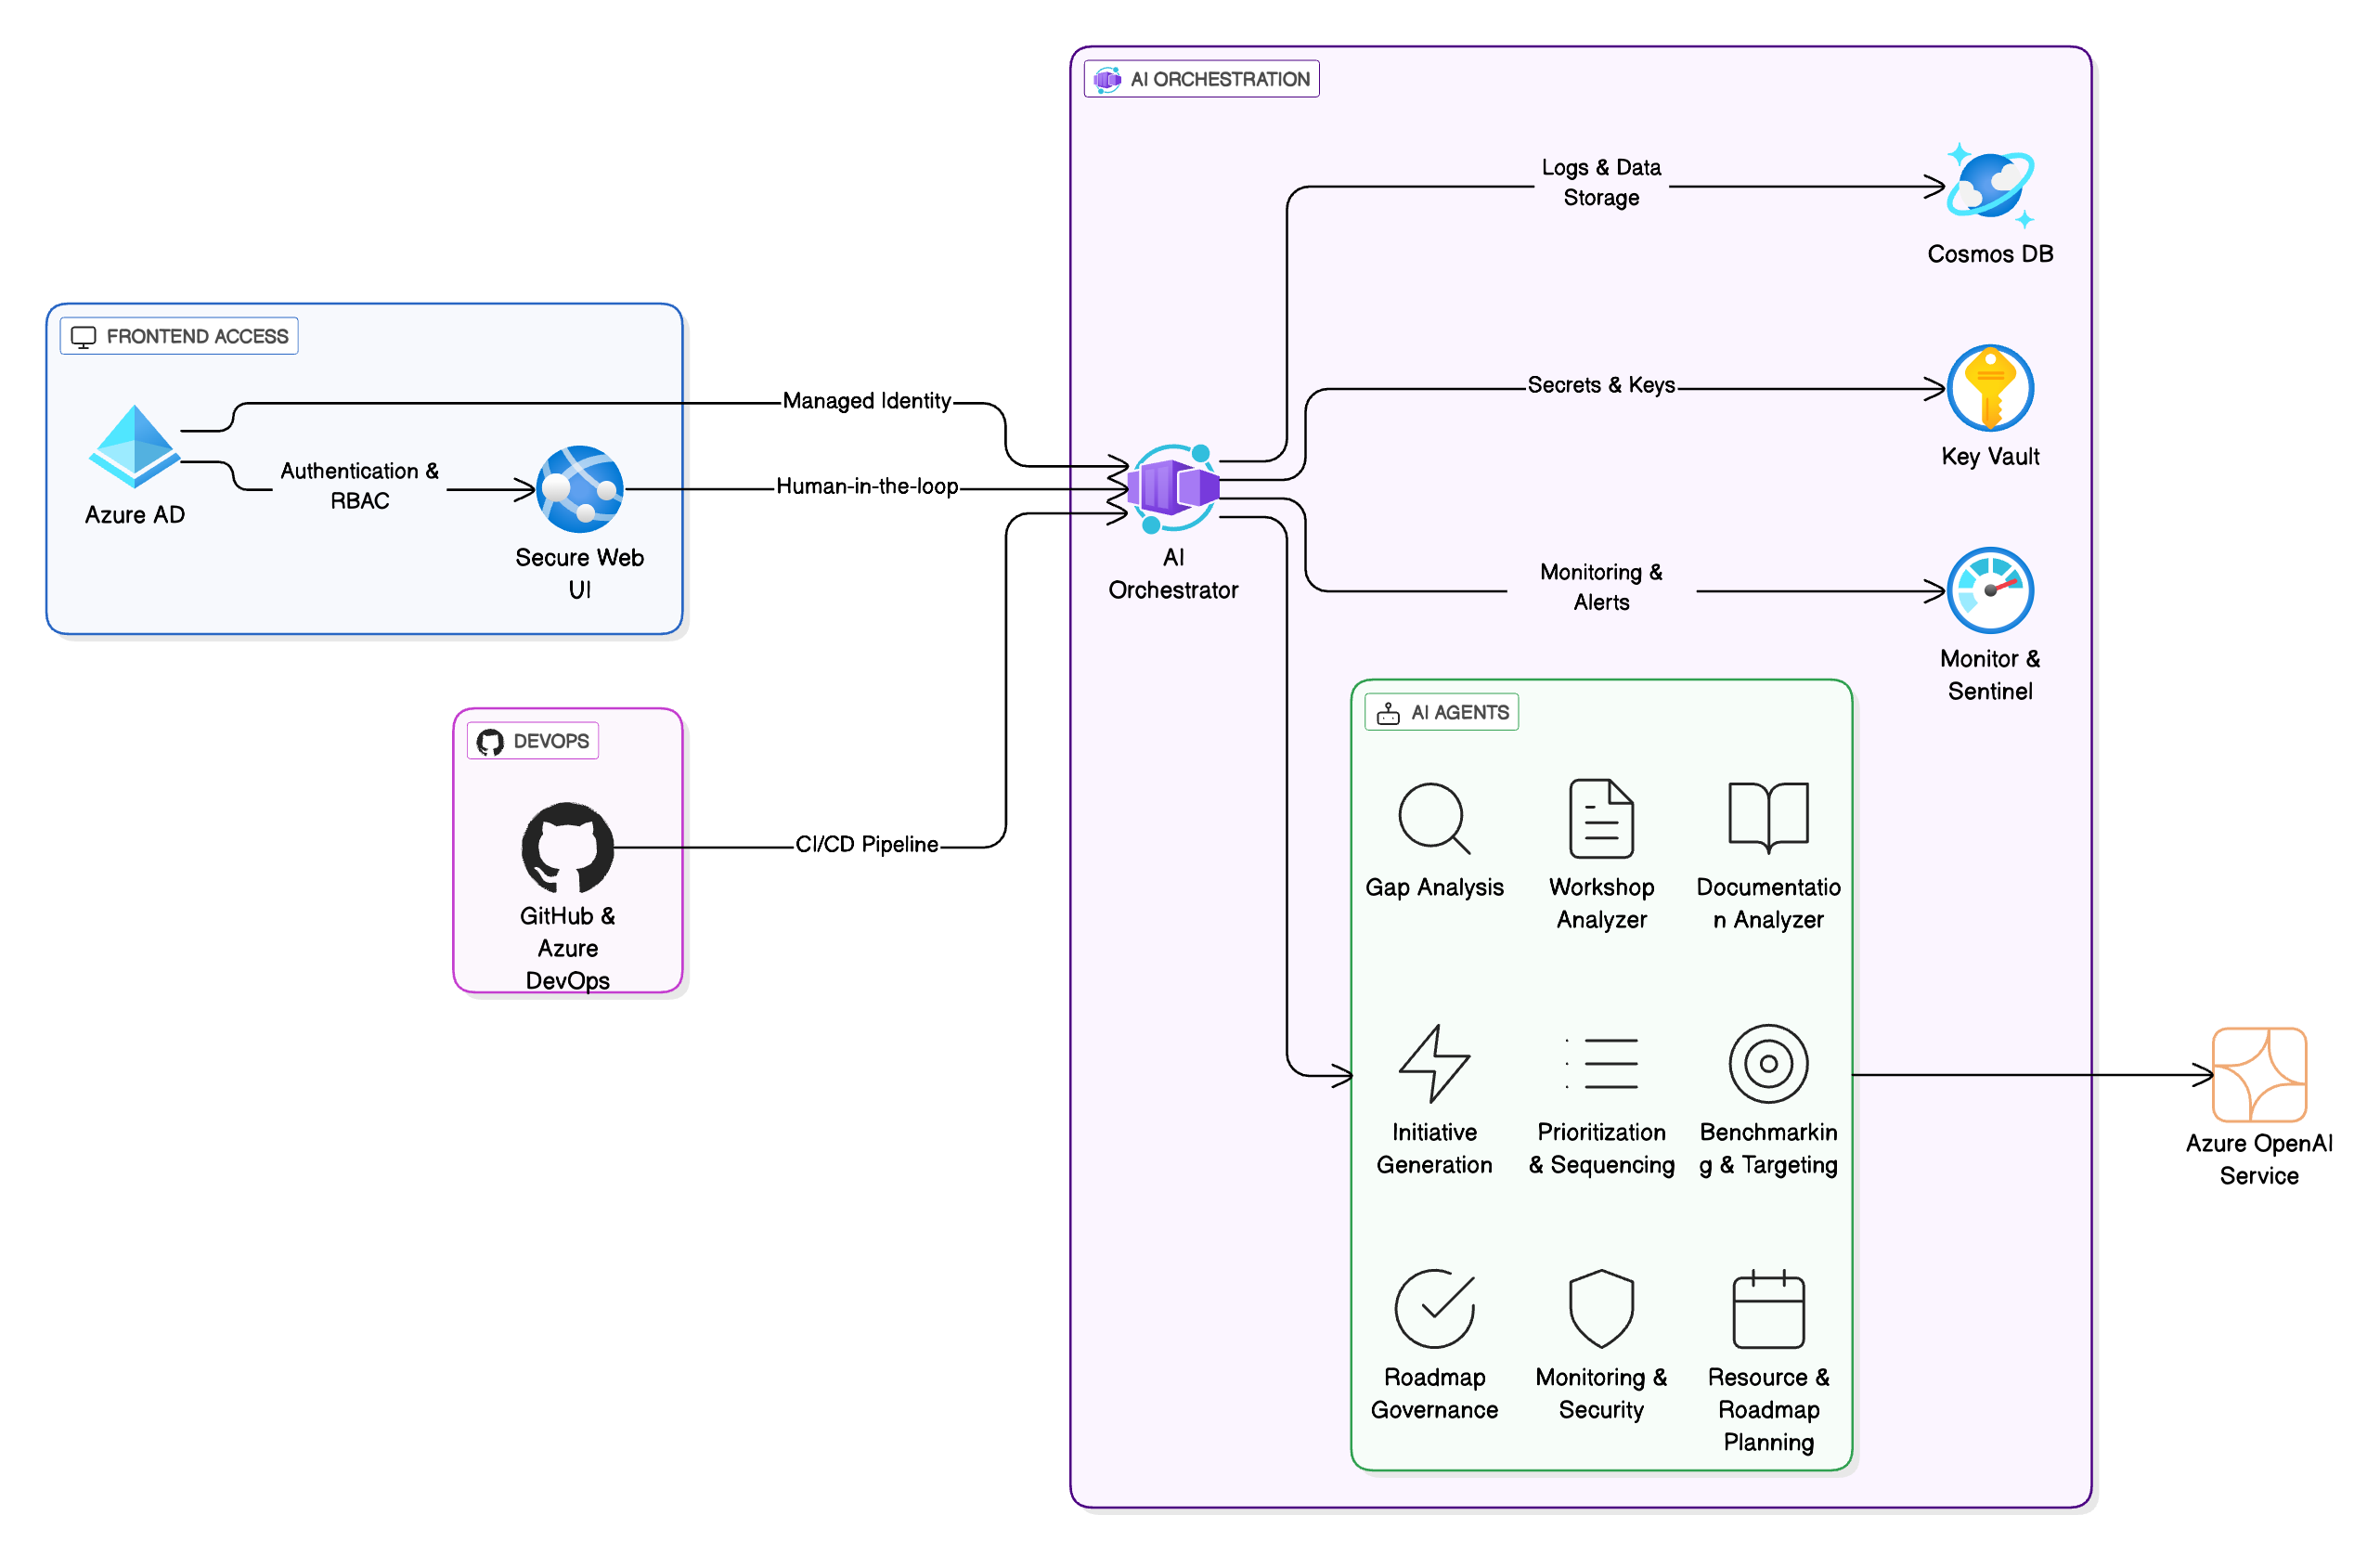 AI ORCHESTRATION
Logs & Data
Storage
Cosmos DB
FRONTEND ACCESS
Managed Identity
Secrets & Keys
Authentication &
RBAC
Azure AD
Human-in-the-loop
Key Vault
Secure Web
UI
AI
Orchestrator
Monitoring &
Alerts
Monitor &
Sentinel
DEVOPS
AI AGENTS
CI/CD Pipeline
GitHub &
Azure
DevOps
Gap Analysis
Workshop
Analyzer
Documentatio
n Analyzer
Initiative
Generation
Prioritization
& Sequencing
Benchmarkin
g & Targeting
Azure OpenAI
Service
Roadmap
Governance
Monitoring &
Security
Resource &
Roadmap
Planning